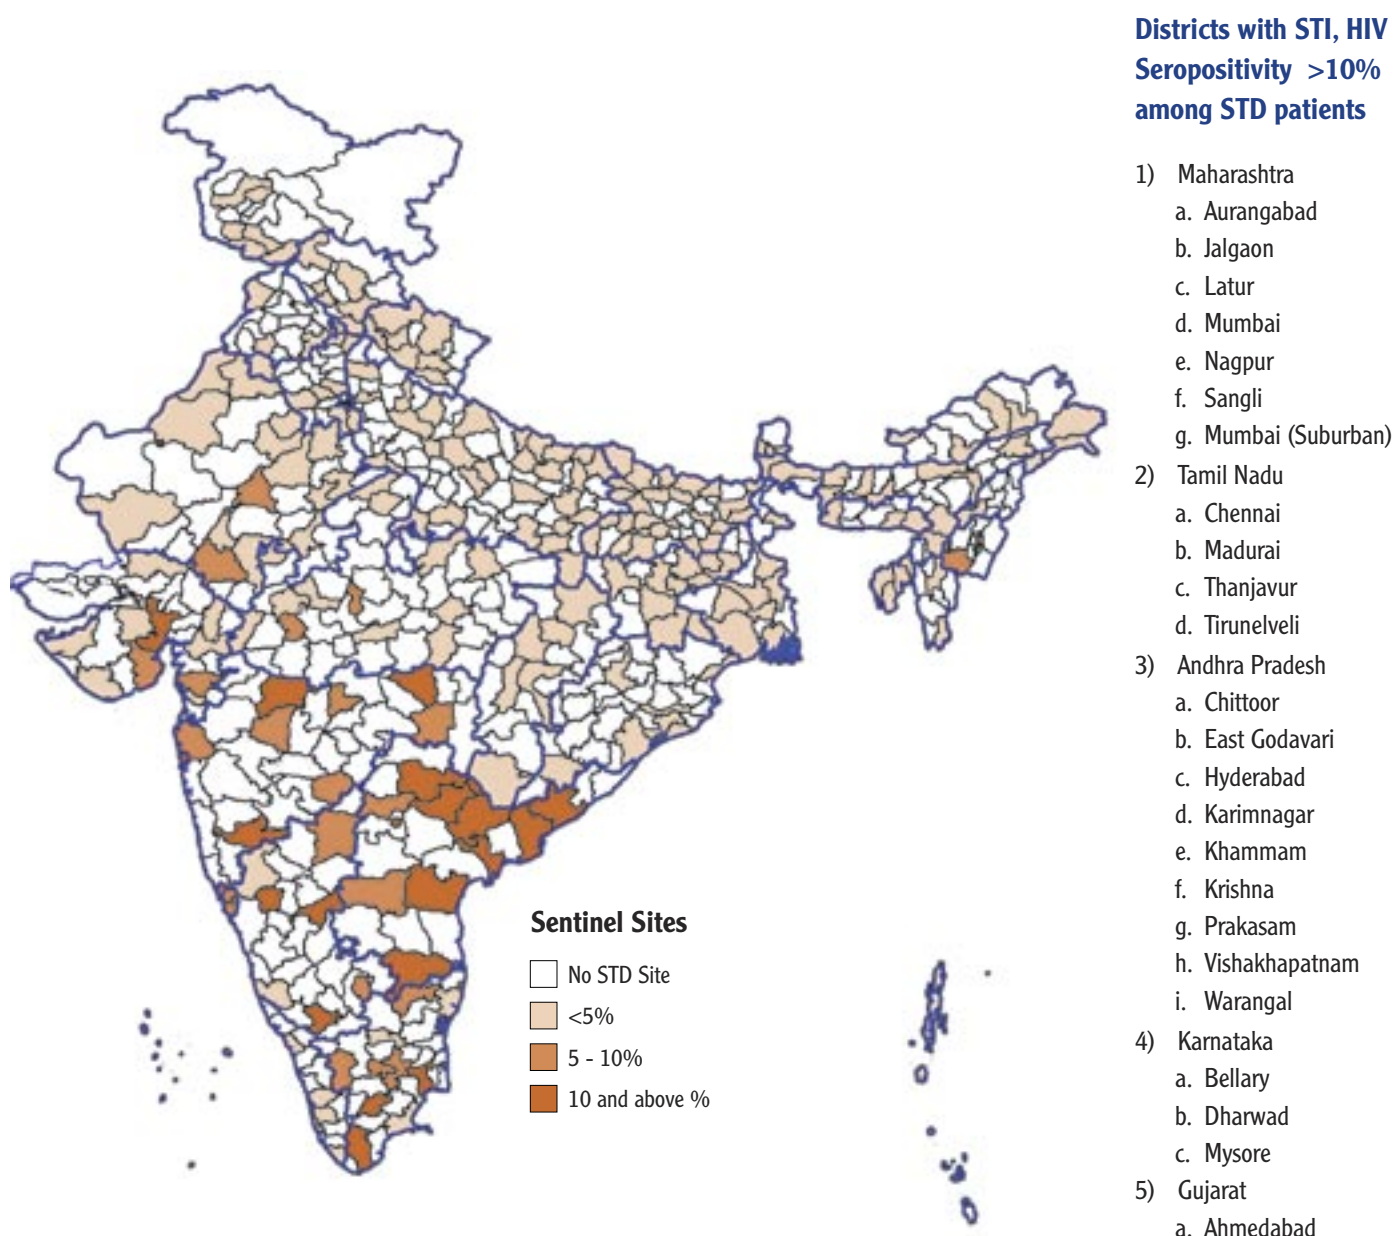 Districts with STI, HIV
Seropositivity >10%
among STD patients
1) Maharashtra
a. Aurangabad
b. Jalgaon
c. Latur
d. Mumbai
e. Nagpur
f. Sangli
g. Mumbai (Suburban)
2) Tamil Nadu
a. Chennai
b. Madurai
c. Thanjavur
d. Tirunelveli
3) Andhra Pradesh
a. Chittoor
b. East Godavari
c. Hyderabad
d. Karimnagar
e. Khammam
f. Krishna
g. Prakasam
h. Vishakhapatnam
i. Warangal
4) Karnataka
a. Bellary
b. Dharwad
c. Mysore
5) Gujarat
a. Ahmedabad
Sentinel Sites
No STD Site
<5%
5 - 10%
10 and above %